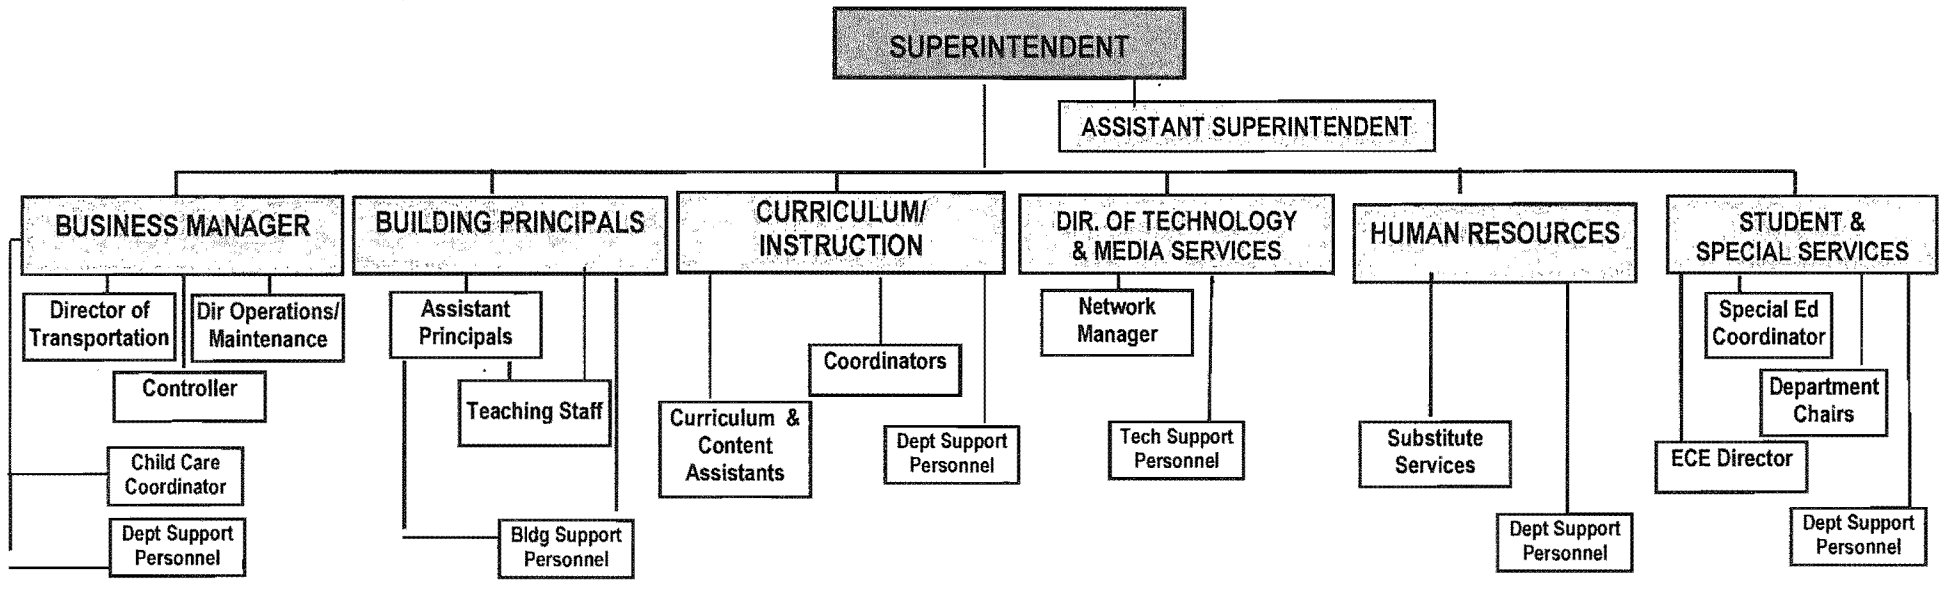 SUPERINTENDENT
ASSISTANT SUPERINTENDENT
BUSINESS MANAGER
Director of
Transportation
Dir Operations/
Maintenance
Controller
Child Care
Coordinator
Dept Support
Personnel
BUILDING PRINCIPALS
Assistant
Principals
Teaching Staff
Bldg Support
Personnel
CURRICULUM/
INSTRUCTION
Curriculum &
Content
Assistants
Coordinators
Dept Support
Personnel
DIR. OF TECHNOLOGY
& MEDIA SERVICES
Network
Manager
Tech Support
Personnel
HUMAN RESOURCES
Substitute
Services
Dept Support
Personnel
STUDENT &
SPECIAL SERVICES
Special Ed
Coordinator
Department
Chairs
ECE Director
Dept Support
Personnel